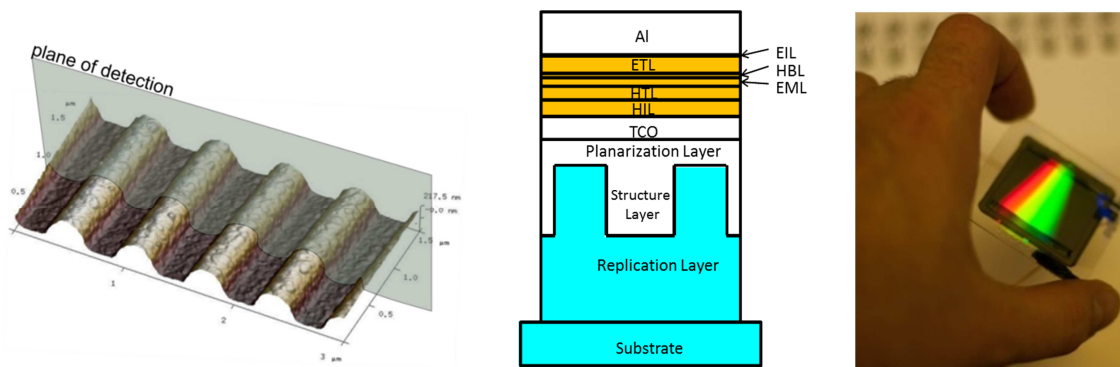 plane of detection
μm
1.5
1.0
0.5
217.5 nm
-0.0 nm
1.5
μm
1.0
0.5
1
2
3 μm
Al
EIL
ETL
HBL
EML
HTL
HIL
TCO
Planarization Layer
Structure
Layer
Replication Layer
Substrate